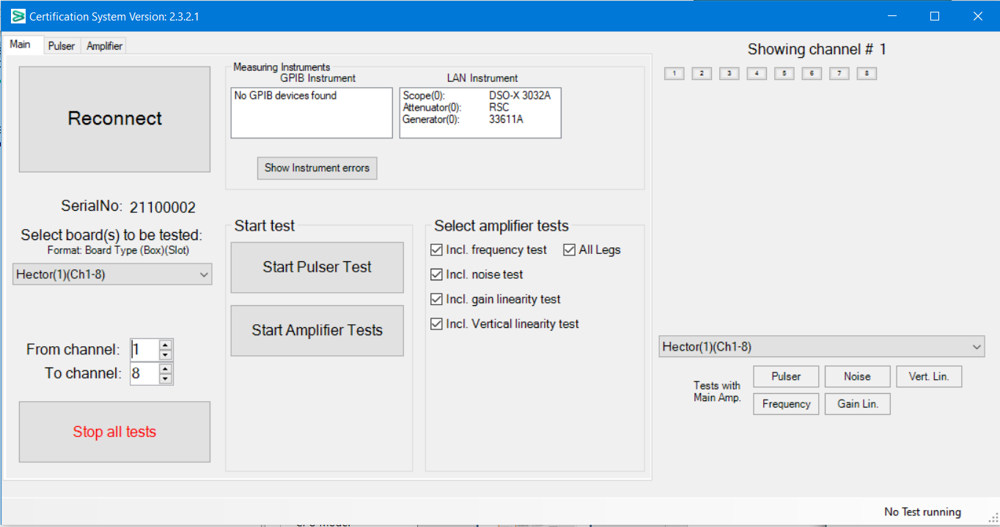 Certification System Version: 2.3.2.1
Main Pulser Amplifier
Showing channel # 1
1 2 3 4 5 6 7 8
Measuring Instruments
GPIB Instrument LAN Instrument
No GPIB devices found
Scope(0): DSO-X 3032A
Attenuator(0): RSC
Generator(0): 33611A
Reconnect
Show Instrument errors
SerialNo: 21100002
Select board(s) to be tested:
Format: Board Type (Box)(Slot)
Hector(1)(Ch1-8)
From channel: 1
To channel: 8
Stop all tests
Start test
Start Pulser Test
Start Amplifier Tests
Select amplifier tests
Incl. frequency test All Legs
Incl. noise test
Incl. gain linearity test
Incl. Vertical linearity test
Hector(1)(Ch1-8)
Tests with
Main Amp.
Pulser Noise Vert. Lin.
Frequency Gain Lin.
No Test running